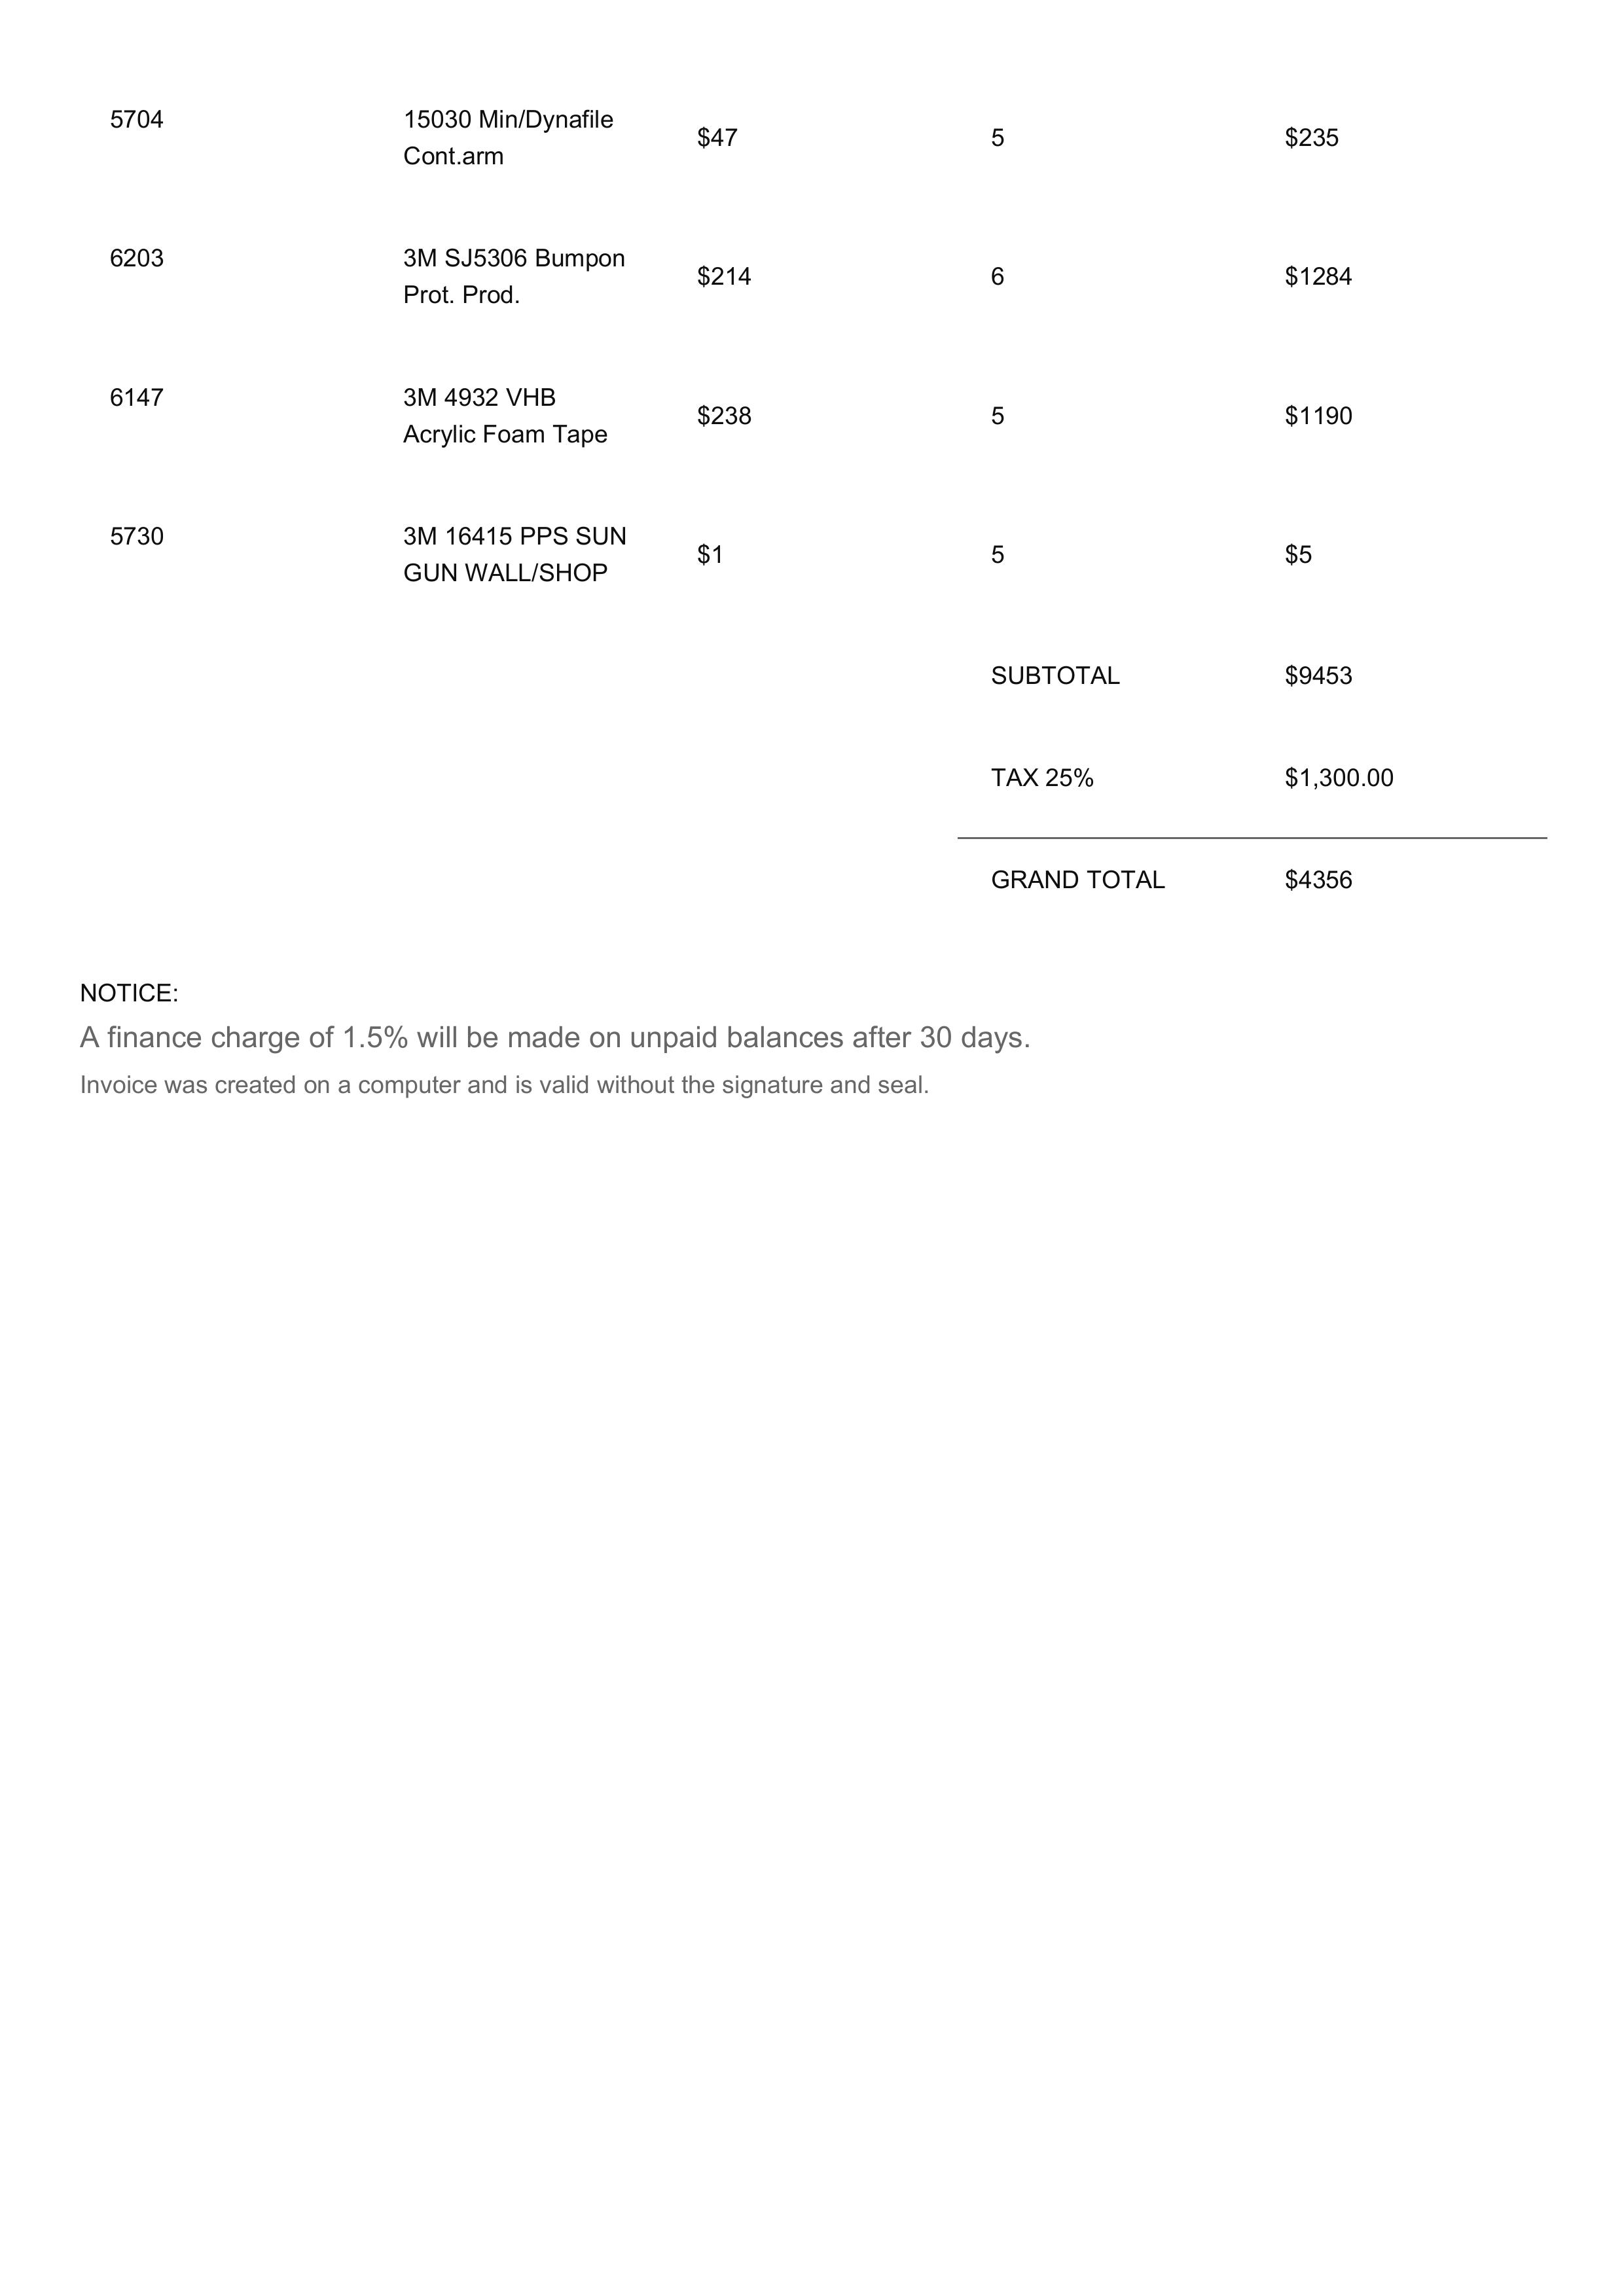 5704 15030 Min/Dynafile
Cont.arm $47 5 $235
6203 3M SJ5306 Bumpon
Prot. Prod. $214 6 $1284
6147 3M 4932 VHB
Acrylic Foam Tape $238 5 $1190
5730 3M 16415 PPS SUN
GUN WALL/SHOP $1 5 $5
SUBTOTAL $9453
TAX 25% $1,300.00
GRAND TOTAL $4356
NOTICE:
A finance charge of 1.5% will be made on unpaid balances after 30 days.
Invoice was created on a computer and is valid without the signature and seal.